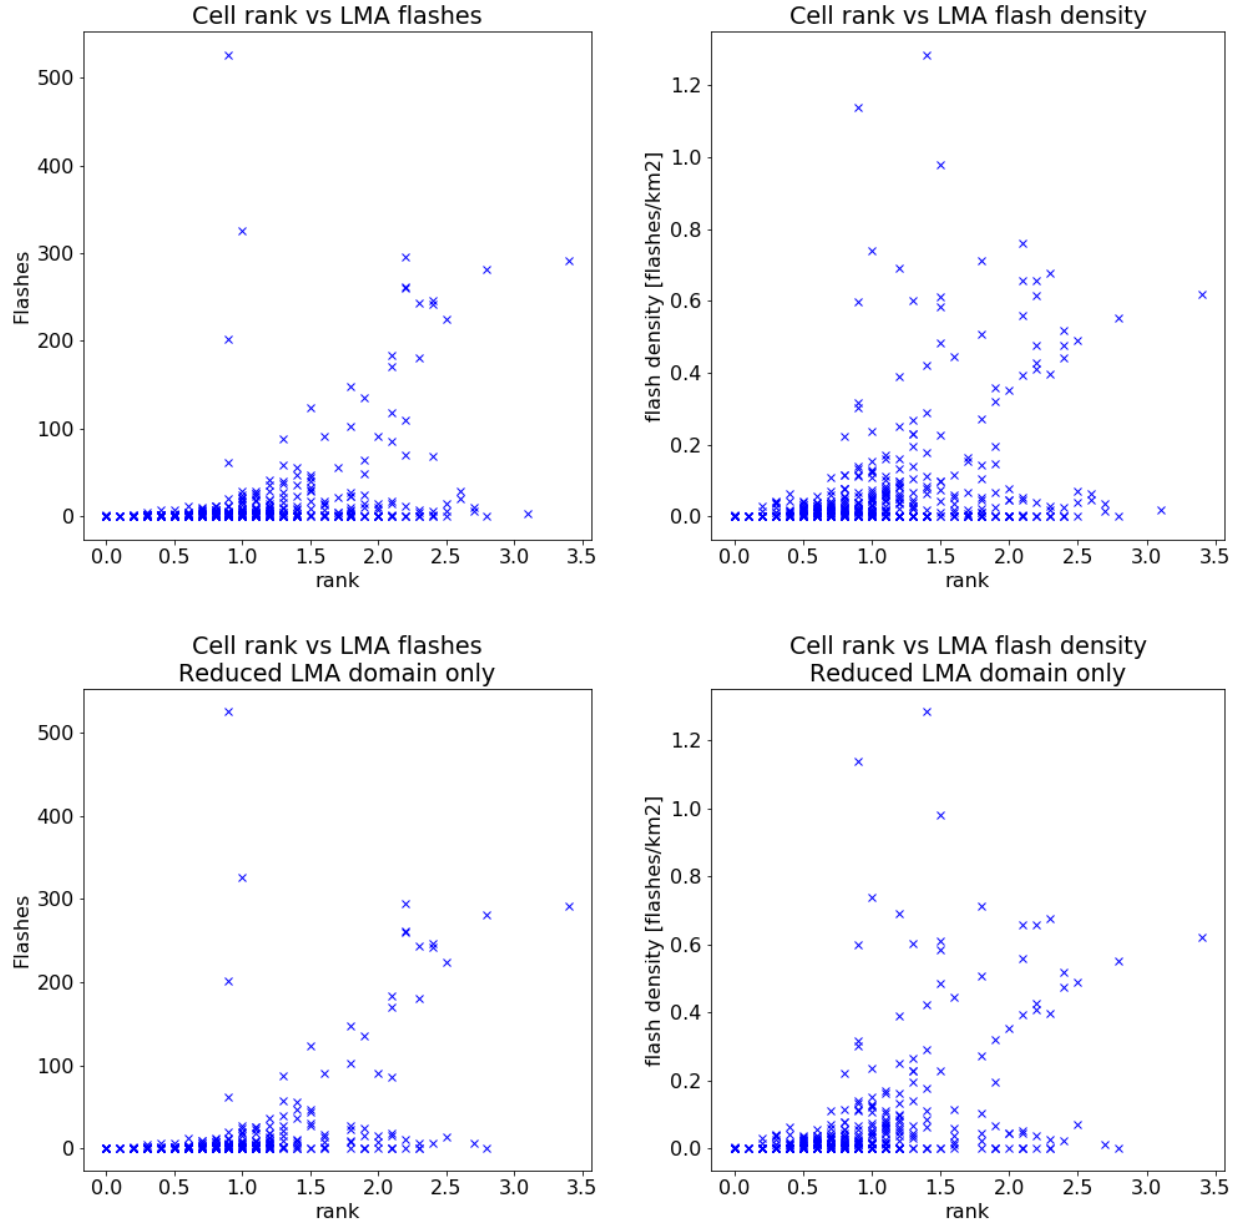 Cell rank vs LMA flashes
Flashes
500
400
300
200
100
0
0.0 0.5 1.0 1.5 2.0 2.5 3.0 3.5
rank
Cell rank vs LMA flash density
flash density [flashes/km2]
1.2
1.0
0.8
0.6
0.4
0.2
0.0
0.0 0.5 1.0 1.5 2.0 2.5 3.0 3.5
rank
Cell rank vs LMA flashes
Reduced LMA domain only
Flashes
500
400
300
200
100
0
0.0 0.5 1.0 1.5 2.0 2.5 3.0 3.5
rank
Cell rank vs LMA flash density
Reduced LMA domain only
flash density [flashes/km2]
1.2
1.0
0.8
0.6
0.4
0.2
0.0
0.0 0.5 1.0 1.5 2.0 2.5 3.0 3.5
rank